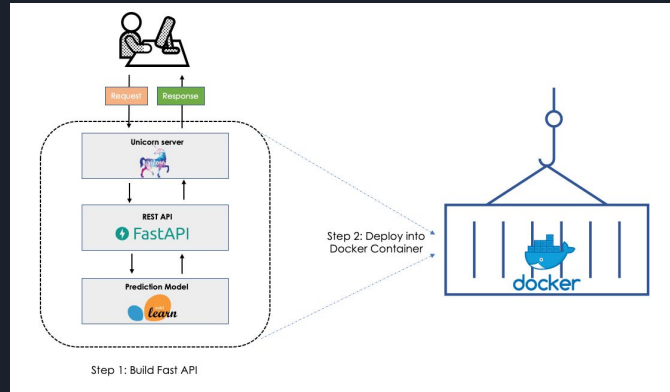 Request
Response
Unicorn server
REST API
FastAPI
Prediction Model
learn
Step 1: Build Fast API
Step 2: Deploy into
Docker Container
docker